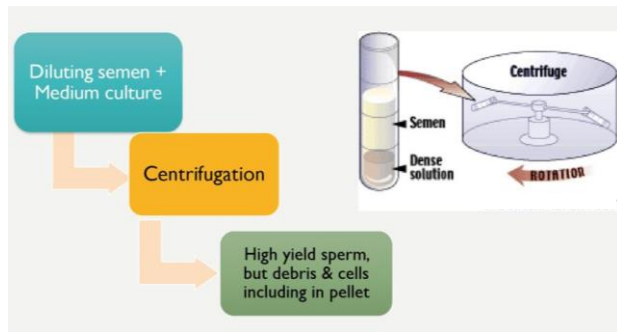 Diluting semen +
Medium culture
Centrifugation
High yield sperm,
but debris & cells
including in pellet
Centrifuge
Semen
Dense
solution
ROTATION